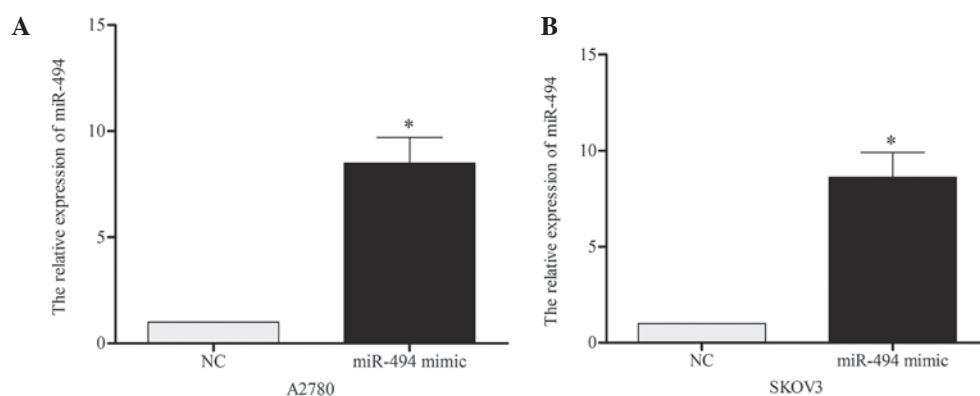 A
The relative expression of miR-494
15
10
5
0
*
NC
miR-494 mimic
A2780
B
The relative expression of miR-494
15
10
5
0
*
NC
miR-494 mimic
SKOV3